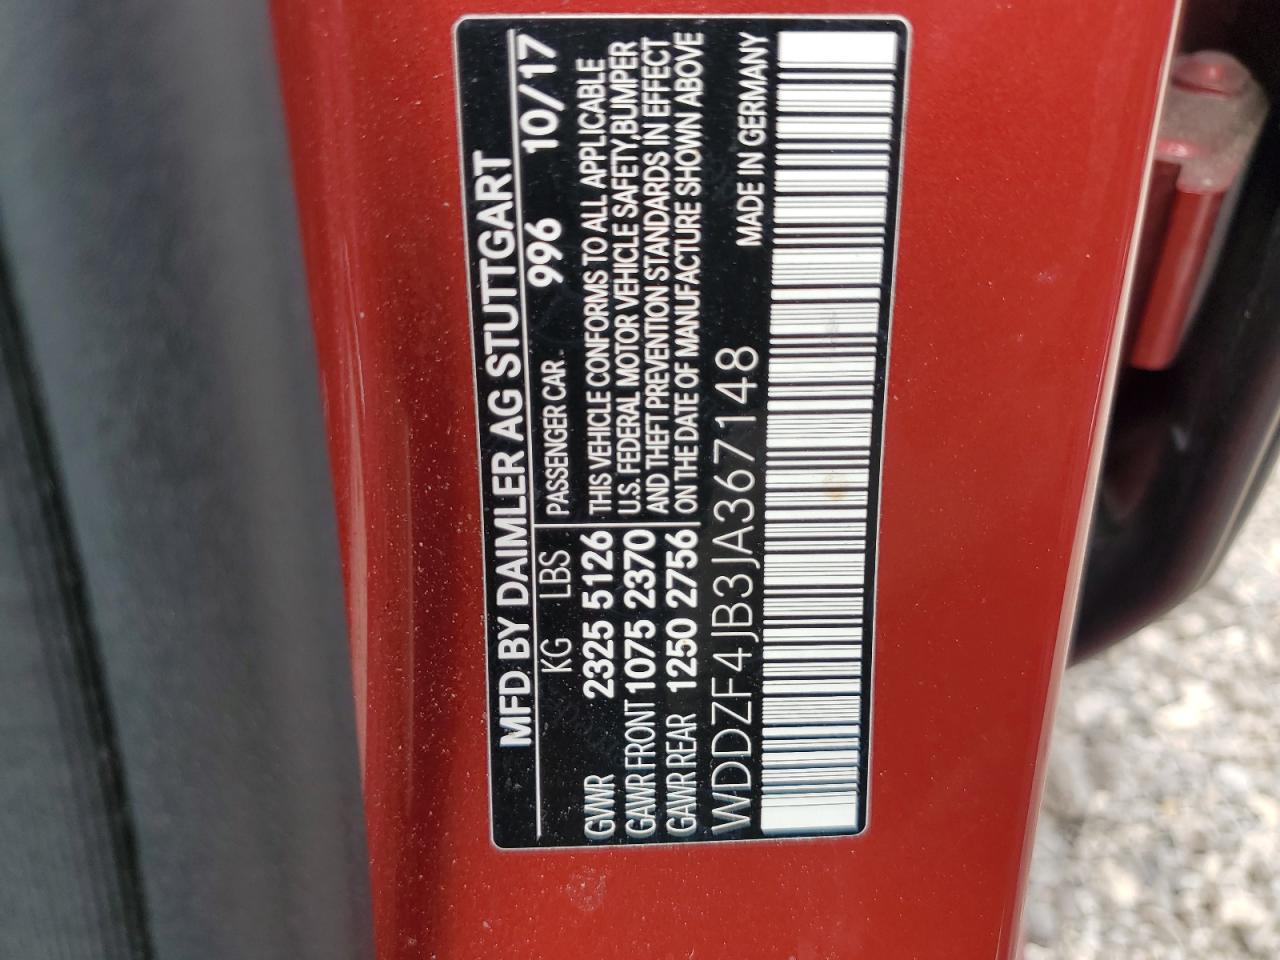 MFD BY DAIMLER AG STUTTGART
KG LBS PASSENGER CAR 996 10/17
GVWR 2325 5126
GAWR FRONT 1075 2370
GAWR REAR 1250 2756
THIS VEHICLE CONFORMS TO ALL APPLICABLE
U.S. FEDERAL MOTOR VEHICLE SAFETY, BUMPER
AND THEFT PREVENTION STANDARDS IN EFFECT
ON THE DATE OF MANUFACTURE SHOWN ABOVE
WDDZF4JB3JA367148 MADE IN GERMANY